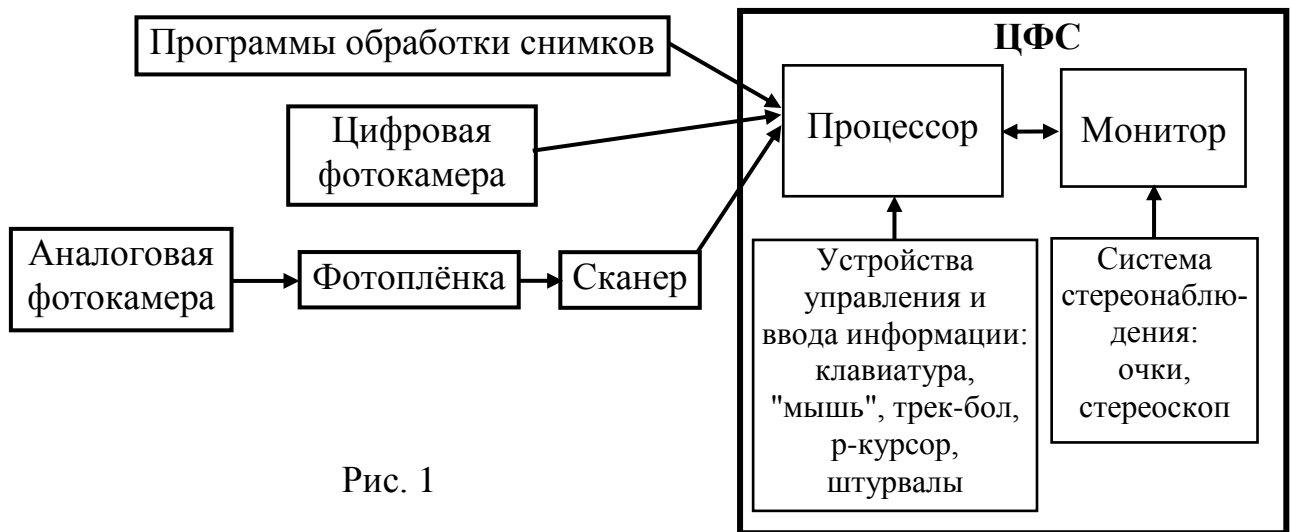 Программы обработки снимков
Цифровая
фотокамера
Аналоговая
фотокамера
Фотоплёнка
Сканер
ЦФС
Процессор
Монитор
Устройства
управления и
ввода информации:
клавиатура,
"мышь", трек-бол,
р-курсор,
штурвалы
Система
стереонаблю-
дения:
очки,
стереоскоп
Рис. 1